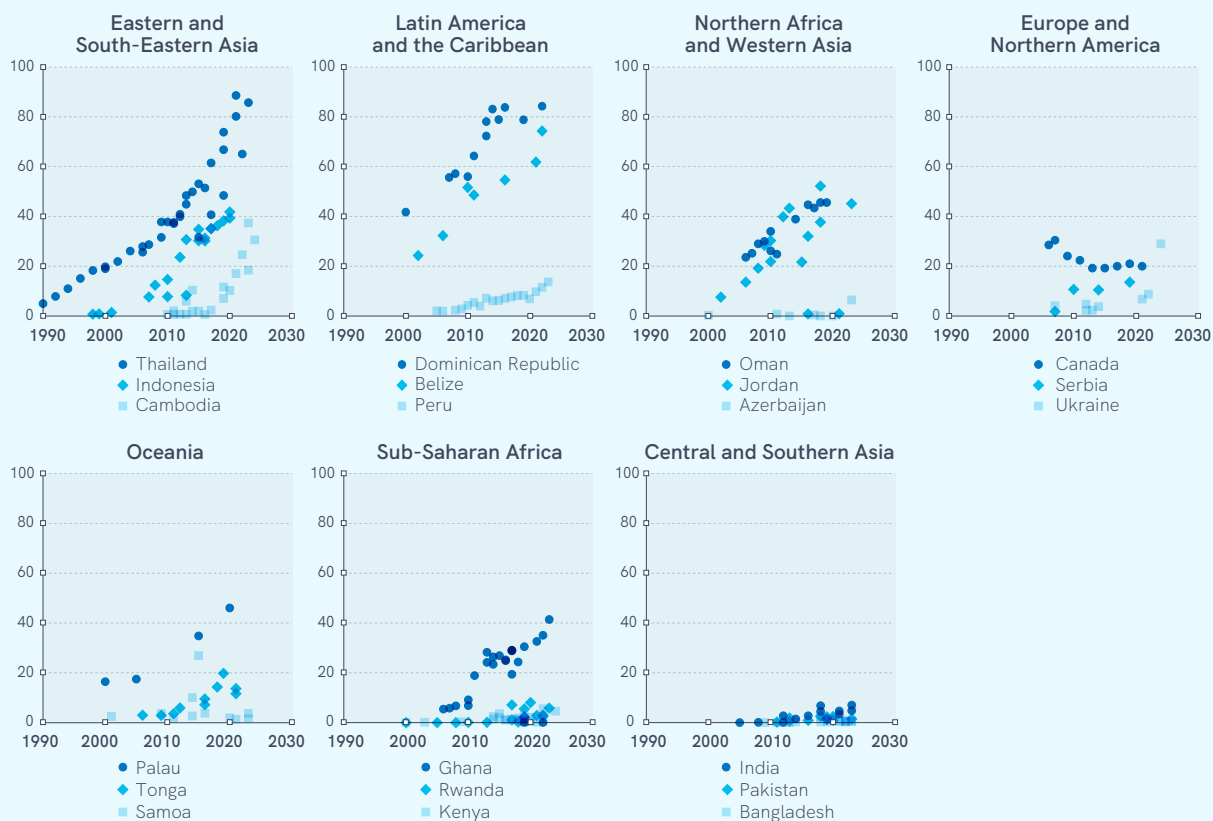 Eastern and
South-Eastern Asia
100
80
60
40
20
0
1990
2000
2010
2020
2030
Thailand
Indonesia
Cambodia
Latin America
and the Caribbean
100
80
60
40
20
0
1990
2000
2010
2020
2030
Dominican Republic
Belize
Peru
Northern Africa
and Western Asia
100
80
60
40
20
0
1990
2000
2010
2020
2030
Oman
Jordan
Azerbaijan
Europe and
Northern America
100
80
60
40
20
0
1990
2000
2010
2020
2030
Canada
Serbia
Ukraine
Oceania
100
80
60
40
20
0
1990
2000
2010
2020
2030
Palau
Tonga
Samoa
Sub-Saharan Africa
100
80
60
40
20
0
1990
2000
2010
2020
2030
Ghana
Rwanda
Kenya
Central and Southern Asia
100
80
60
40
20
0
1990
2000
2010
2020
2030
India
Pakistan
Bangladesh